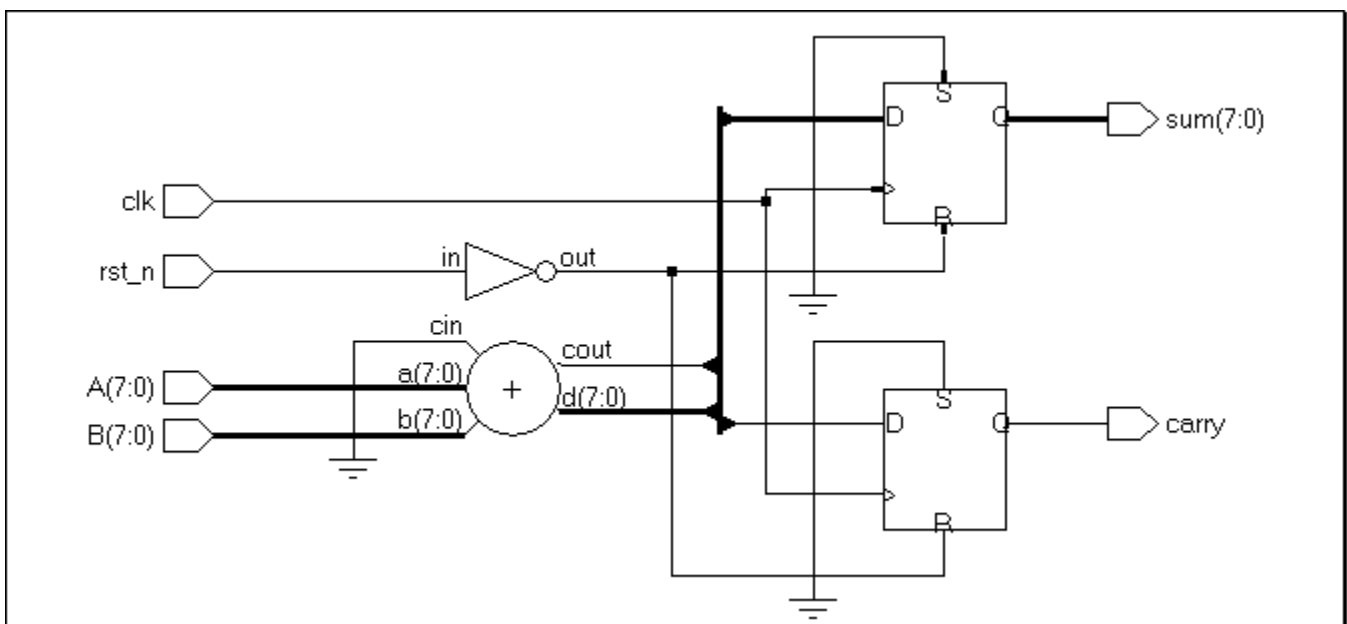 S
D Q sum(7:0)
clk
R
rst_n in out
cin
cout
A(7:0) a(7:0) + d(7:0)
S
B(7:0) b(7:0)
D Q carry
R